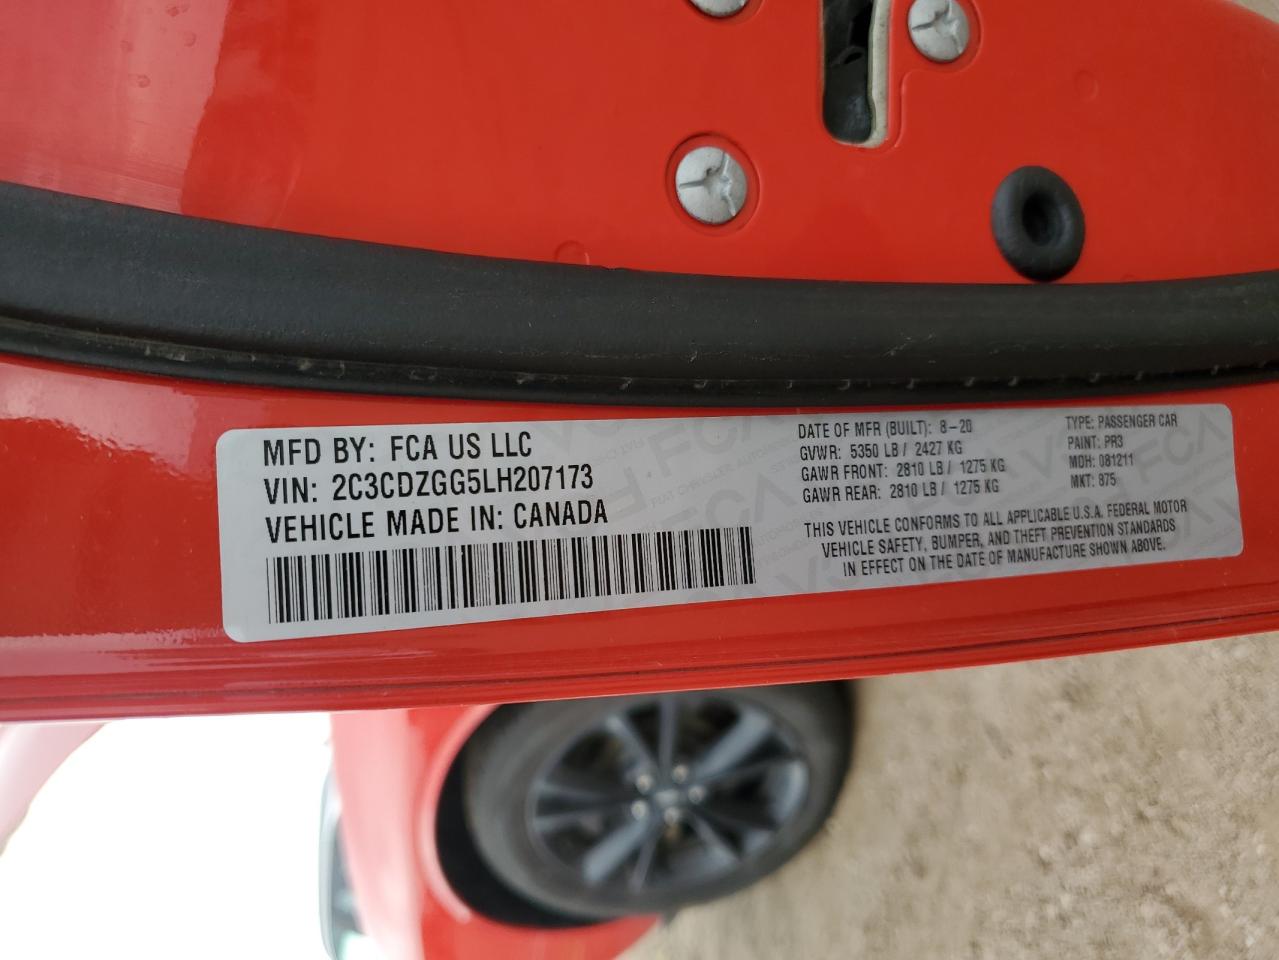 MFD BY: FCA US LLC
VIN: 2C3CDZGG5LH207173
VEHICLE MADE IN: CANADA
DATE OF MFR (BUILT): 8-20
GVWR: 5350 LB/ 2427 KG
GAWR FRONT: 2810 LB/ 1275 KG
GAWR REAR: 2810 LB/ 1275 KG
TYPE: PASSENGER CAR
PAINT: PR3
MDH: 081211
MKT: 875
THIS VEHICLE CONFORMS TO ALL APPLICABLE U.S.A. FEDERAL MOTOR
VEHICLE SAFETY, BUMPER, AND THEFT PREVENTION STANDARDS
IN EFFECT ON THE DATE OF MANUFACTURE SHOWN ABOVE.